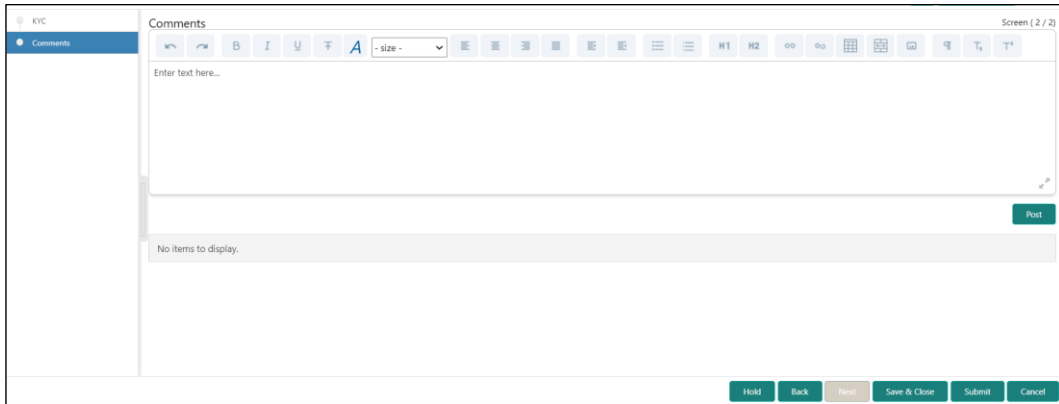 KYC
Comments
Comments
Screen ( 2 / 2)
B I U T A - size - H1 H2 ¶ T↓ T↑
Enter text here...
Post
No items to display.
Hold Back Next Save & Close Submit Cancel